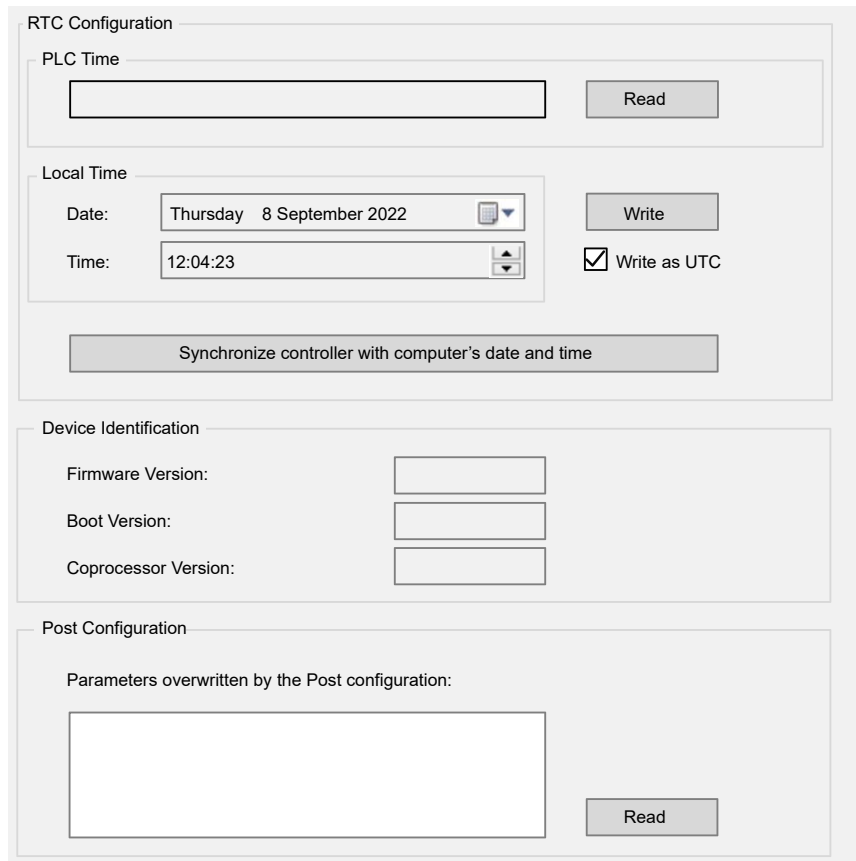 RTC Configuration
PLC Time
Read
Local Time
Date: Thursday 8 September 2022 Write
Time: 12:04:23 Write as UTC
Synchronize controller with computer’s date and time
Device Identification
Firmware Version:
Boot Version:
Coprocessor Version:
Post Configuration
Parameters overwritten by the Post configuration:
Read